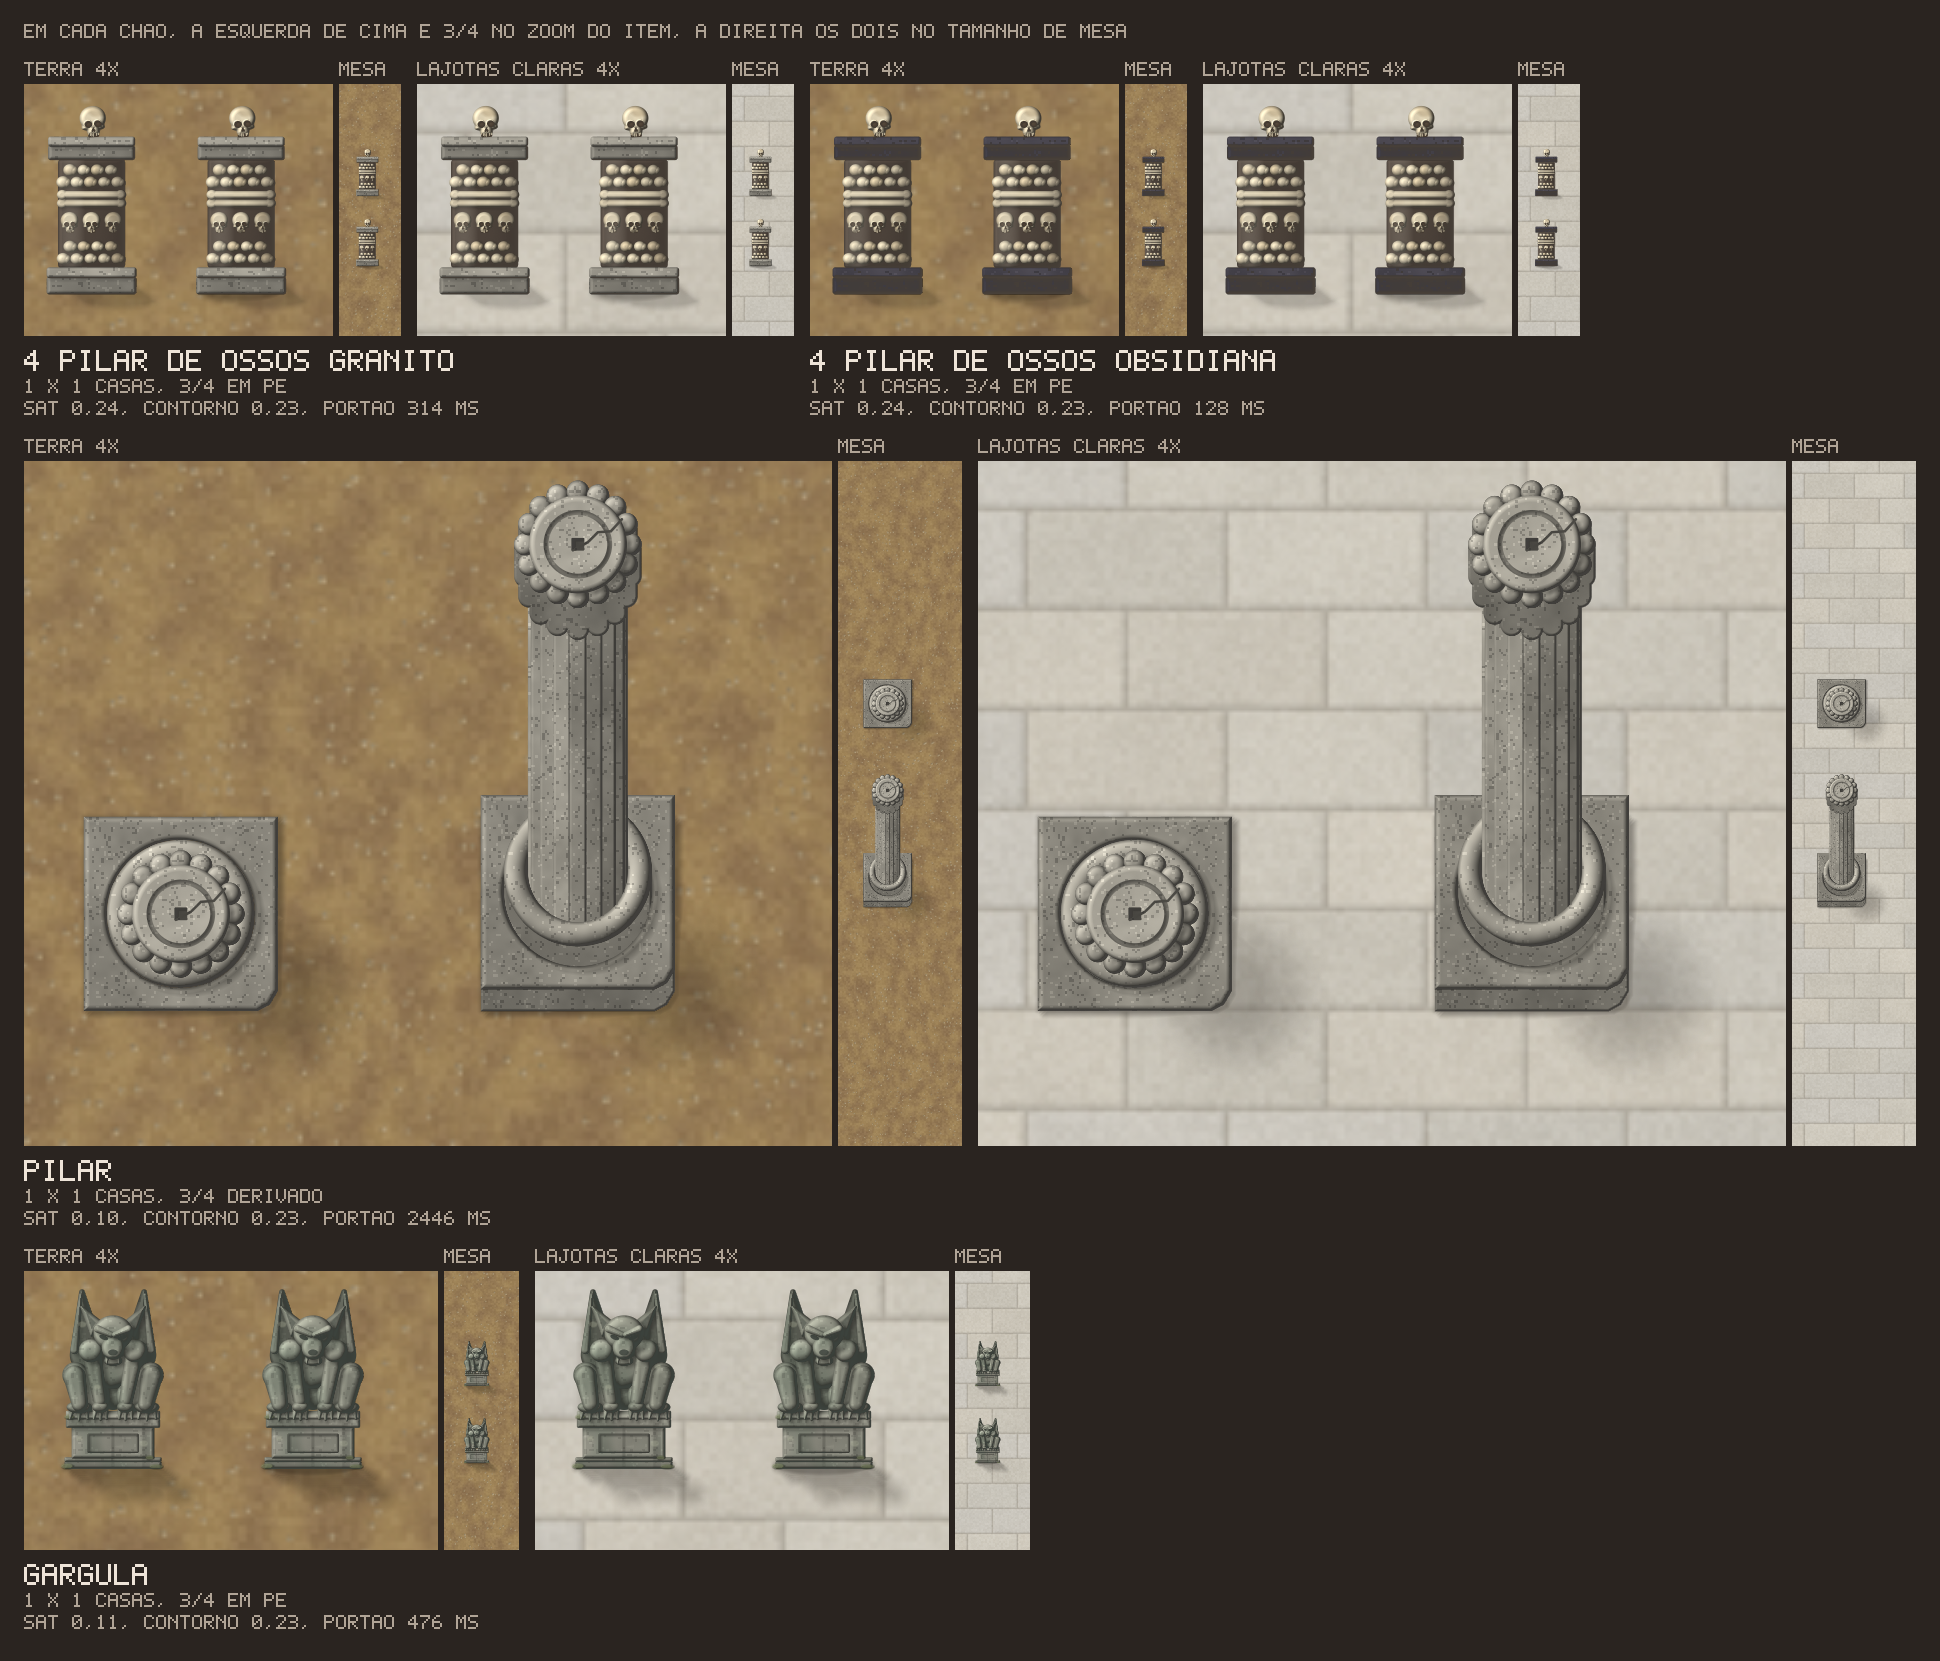 EM CADA CHAO, A ESQUERDA DE CIMA E 3/4 NO ZOOM DO ITEM, A DIREITA OS DOIS NO TAMANHO DE MESA
TERRA 4X
MESA
LAJOTAS CLARAS 4X
MESA
TERRA 4X
MESA
LAJOTAS CLARAS 4X
MESA
4 PILAR DE OSSOS GRANITO
1 X 1 CASAS, 3/4 EM PE
SAT 0,24, CONTORNO 0,23, PORTAO 314 MS
4 PILAR DE OSSOS OBSIDIANA
1 X 1 CASAS, 3/4 EM PE
SAT 0,24, CONTORNO 0,23, PORTAO 128 MS
TERRA 4X
MESA
LAJOTAS CLARAS 4X
MESA
PILAR
1 X 1 CASAS, 3/4 DERIVADO
SAT 0,10, CONTORNO 0,23, PORTAO 2446 MS
TERRA 4X
MESA
LAJOTAS CLARAS 4X
MESA
GARGULA
1 X 1 CASAS, 3/4 EM PE
SAT 0,11, CONTORNO 0,23, PORTAO 476 MS